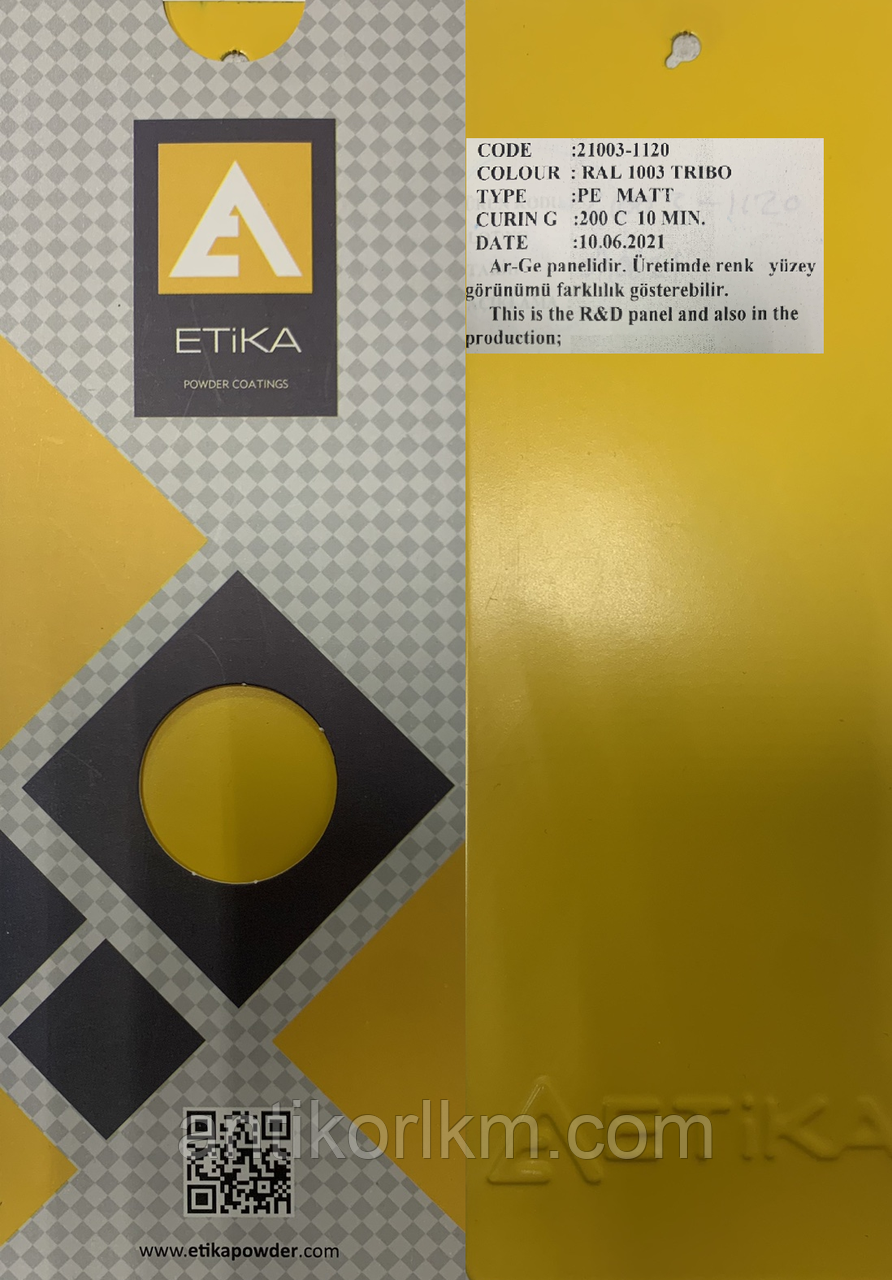 ETiKA
POWDER COATINGS
CODE :21003-1120
COLOUR : RAL 1003 TRIBO
TYPE :PE MATT
CURIN G :200 C 10 MIN.
DATE :10.06.2021
Ar-Ge panelidir. Üretimde renk yüzey
görünümü farklılık gösterebilir.
This is the R&D panel and also in the
production;
antikorlkm.com
ETiKA
www.etikapowder.com